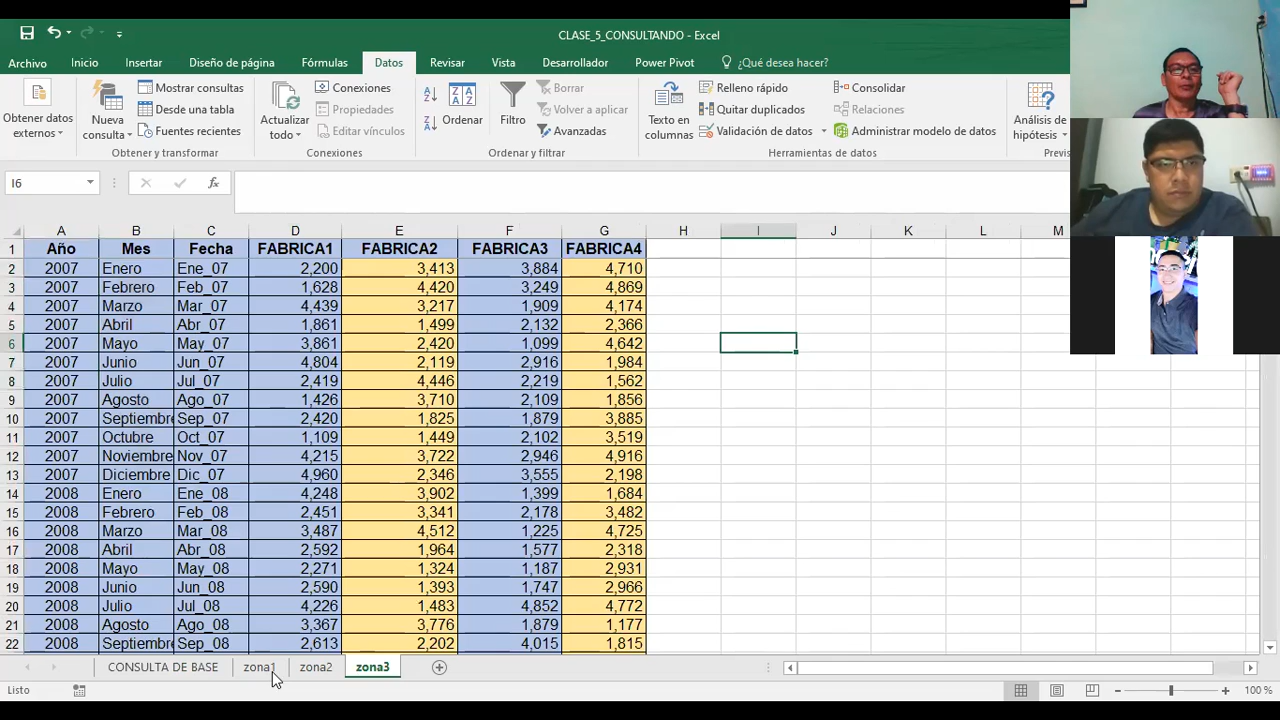 CLASE_5_CONSULTANDO - Excel
Archivo Inicio Insertar Diseño de página Fórmulas Datos Revisar Vista Desarrollador Power Pivot ¿Qué desea hacer?
Obtener datos externos
Nueva consulta
Mostrar consultas
Desde una tabla
Fuentes recientes
Obtener y transformar
Actualizar todo
Conexiones
Propiedades
Editar vínculos
Conexiones
Ordenar
Filtro
Borrar
Volver a aplicar
Avanzadas
Ordenar y filtrar
Texto en columnas
Relleno rápido
Quitar duplicados
Validación de datos
Consolidar
Relaciones
Administrar modelo de datos
Herramientas de datos
Análisis de hipótesis
Previs
I6 fx
A B C D E F G H I J K L M
1 Año Mes Fecha FABRICA1 FABRICA2 FABRICA3 FABRICA4
2 2007 Enero Ene_07 2,200 3,413 3,884 4,710
3 2007 Febrero Feb_07 1,628 4,420 3,249 4,869
4 2007 Marzo Mar_07 4,439 3,217 1,909 4,174
5 2007 Abril Abr_07 1,861 1,499 2,132 2,366
6 2007 Mayo May_07 3,861 2,420 1,099 4,642
7 2007 Junio Jun_07 4,804 2,119 2,916 1,984
8 2007 Julio Jul_07 2,419 4,446 2,219 1,562
9 2007 Agosto Ago_07 1,426 3,710 2,109 1,856
10 2007 Septiembre Sep_07 2,420 1,825 1,879 3,885
11 2007 Octubre Oct_07 1,109 1,449 2,102 3,519
12 2007 Noviembre Nov_07 4,215 3,722 2,946 4,916
13 2007 Diciembre Dic_07 4,960 2,346 3,555 2,198
14 2008 Enero Ene_08 4,248 3,902 1,399 1,684
15 2008 Febrero Feb_08 2,451 3,341 2,178 3,482
16 2008 Marzo Mar_08 3,487 4,512 1,225 4,725
17 2008 Abril Abr_08 2,592 1,964 1,577 2,318
18 2008 Mayo May_08 2,271 1,324 1,187 2,931
19 2008 Junio Jun_08 2,590 1,393 1,747 2,966
20 2008 Julio Jul_08 4,226 1,483 4,852 4,772
21 2008 Agosto Ago_08 3,367 3,776 1,879 1,177
22 2008 Septiembre Sep_08 2,613 2,202 4,015 1,815
CONSULTA DE BASE zona1 zona2 zona3
Listo 100 %